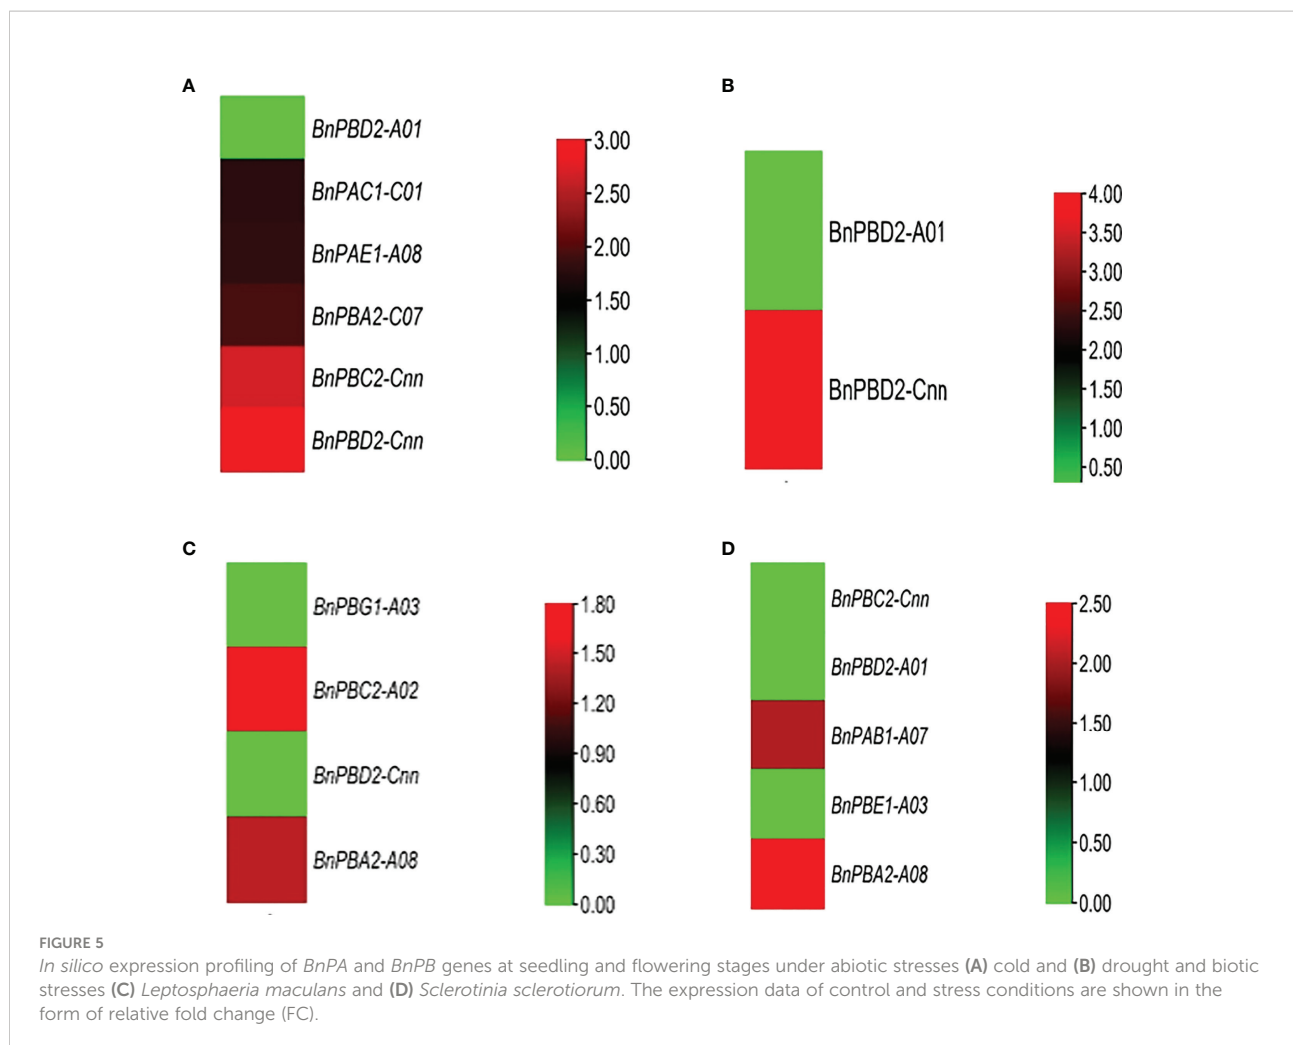 A
BnPBD2-A01
BnPAC1-C01
BnPAE1-A08
BnPBA2-C07
BnPBC2-Cnn
BnPBD2-Cnn
3.00
2.50
2.00
1.50
1.00
0.50
0.00
B
BnPBD2-A01
BnPBD2-Cnn
4.00
3.50
3.00
2.50
2.00
1.50
1.00
0.50
C
BnPBG1-A03
BnPBC2-A02
BnPBD2-Cnn
BnPBA2-A08
1.80
1.50
1.20
0.90
0.60
0.30
0.00
D
BnPBC2-Cnn
BnPBD2-A01
BnPAB1-A07
BnPBE1-A03
BnPBA2-A08
2.50
2.00
1.50
1.00
0.50
0.00
FIGURE 5
In silico expression profiling of BnPA and BnPB genes at seedling and flowering stages under abiotic stresses (A) cold and (B) drought and biotic
stresses (C) Leptosphaeria maculans and (D) Sclerotinia sclerotiorum. The expression data of control and stress conditions are shown in the
form of relative fold change (FC).